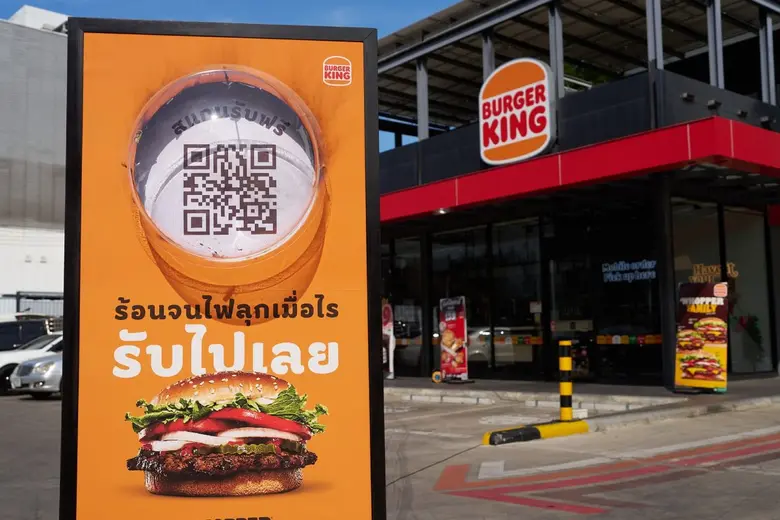 BURGER
KING
สแกนรับฟรี
ร้อนจนไฟลุกเมื่อไร
รับไปเลย
BURGER
KING
Mobile order
Pick up here
WHOPPER
FAMILY